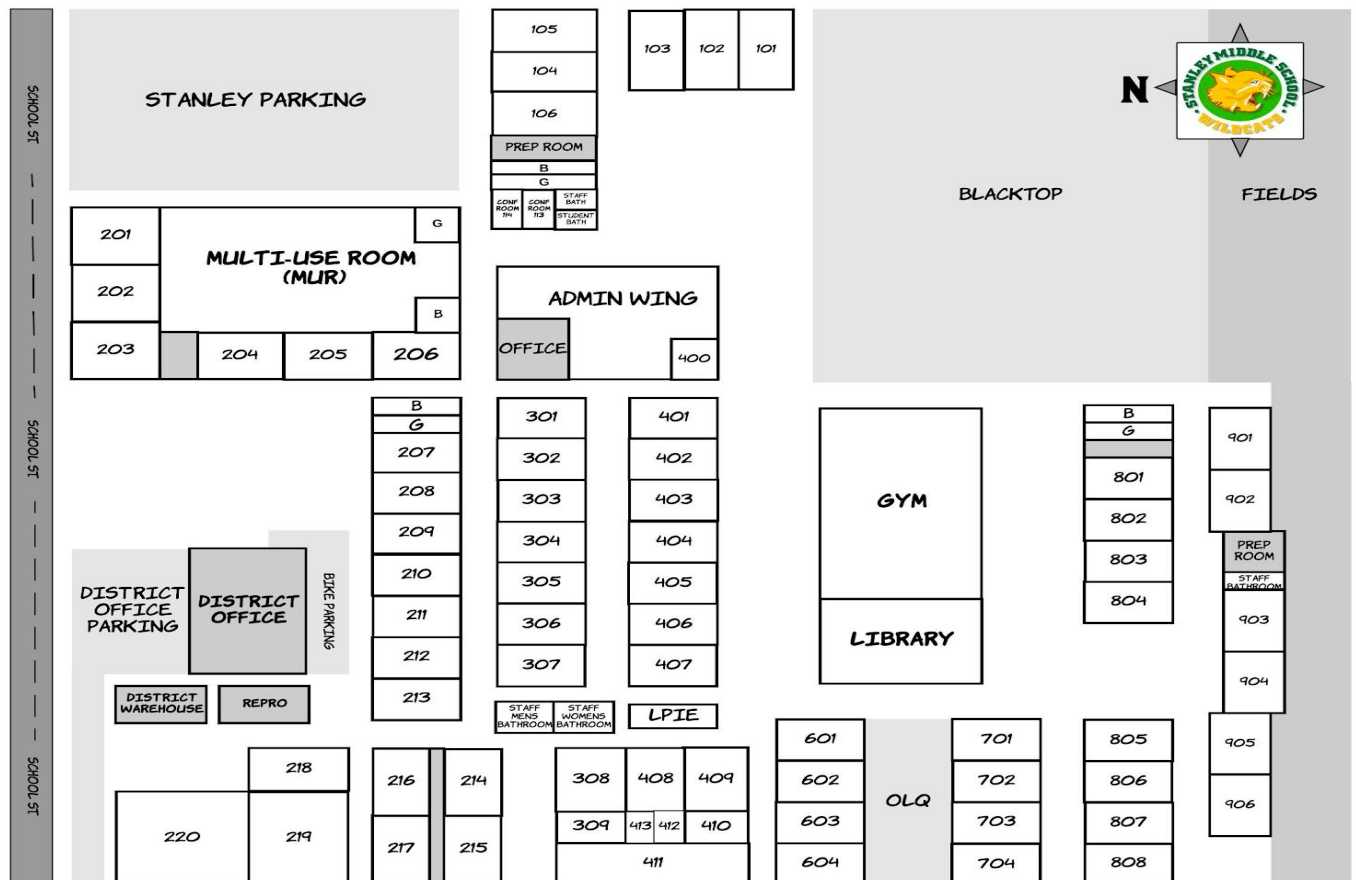 SCHOOL ST
SCHOOL ST
SCHOOL ST
STANLEY PARKING
105
104
106
PREP ROOM
B
G
CONF
ROOM
114
CONF
ROOM
113
STAFF
BATH
STUDENT
BATH
103
102
101
BLACKTOP
FIELDS
N
STANLEY MIDDLE SCHOOL
WILDCATS
201
202
203
MULTI-USE ROOM
(MUR)
G
B
204
205
206
ADMIN WING
OFFICE
400
B
G
207
208
209
210
211
212
213
301
302
303
304
305
306
307
401
402
403
404
405
406
407
GYM
LIBRARY
B
G
801
802
803
804
901
902
PREP
ROOM
STAFF
BATHROOM
903
904
905
906
DISTRICT
OFFICE
PARKING
DISTRICT
OFFICE
BIKE PARKING
DISTRICT
WAREHOUSE
REPRO
STAFF
MENS
BATHROOM
STAFF
WOMENS
BATHROOM
LPIE
218
220
219
216
214
217
215
308
408
409
309
413
412
410
411
601
602
603
604
OLQ
701
702
703
704
805
806
807
808